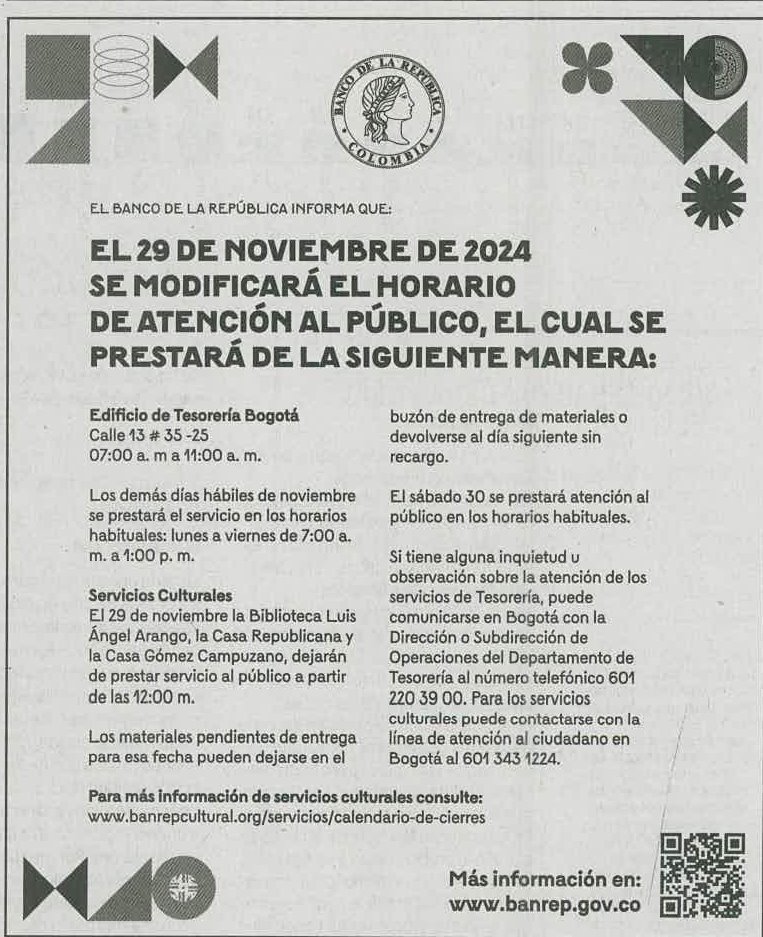 BANCO DE LA REPÚBLICA
COLOMBIA
EL BANCO DE LA REPÚBLICA INFORMA QUE:
EL 29 DE NOVIEMBRE DE 2024
SE MODIFICARÁ EL HORARIO
DE ATENCIÓN AL PÚBLICO, EL CUAL SE
PRESTARÁ DE LA SIGUIENTE MANERA:
Edificio de Tesorería Bogotá
Calle 13 # 35 -25
07:00 a. m a 11:00 a. m.
Los demás días hábiles de noviembre
se prestará el servicio en los horarios
habituales: lunes a viernes de 7:00 a.
m. a 1:00 p. m.
Servicios Culturales
El 29 de noviembre la Biblioteca Luis
Ángel Arango, la Casa Republicana y
la Casa Gómez Campuzano, dejarán
de prestar servicio al público a partir
de las 12:00 m.
Los materiales pendientes de entrega
para esa fecha pueden dejarse en el
buzón de entrega de materiales o
devolverse al día siguiente sin
recargo.
El sábado 30 se prestará atención al
público en los horarios habituales.
Si tiene alguna inquietud u
observación sobre la atención de los
servicios de Tesorería, puede
comunicarse en Bogotá con la
Dirección o Subdirección de
Operaciones del Departamento de
Tesorería al número telefónico 601
220 39 00. Para los servicios
culturales puede contactarse con la
línea de atención al ciudadano en
Bogotá al 601 343 1224.
Para más información de servicios culturales consulte:
www.banrepcultural.org/servicios/calendario-de-cierres
Más información en:
www.banrep.gov.co